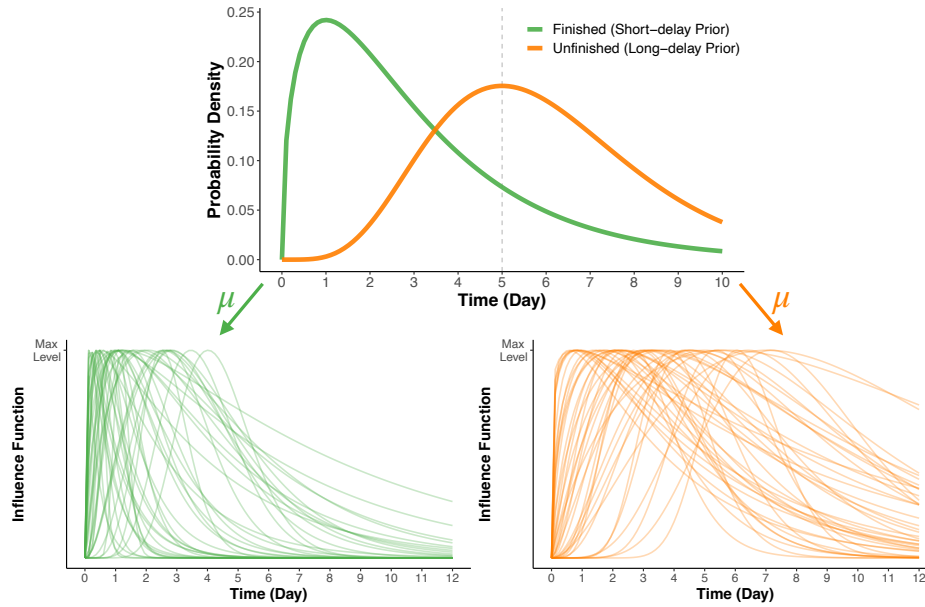 0.25
0.20
0.15
0.10
0.05
0.00
Probability Density
Finished (Short−delay Prior)
Unfinished (Long−delay Prior)
0 1 2 3 4 5 6 7 8 9 10
Time (Day)
μ
μ
Max
Level
Influence Function
0 1 2 3 4 5 6 7 8 9 10 11 12
Time (Day)
Max
Level
Influence Function
0 1 2 3 4 5 6 7 8 9 10 11 12
Time (Day)